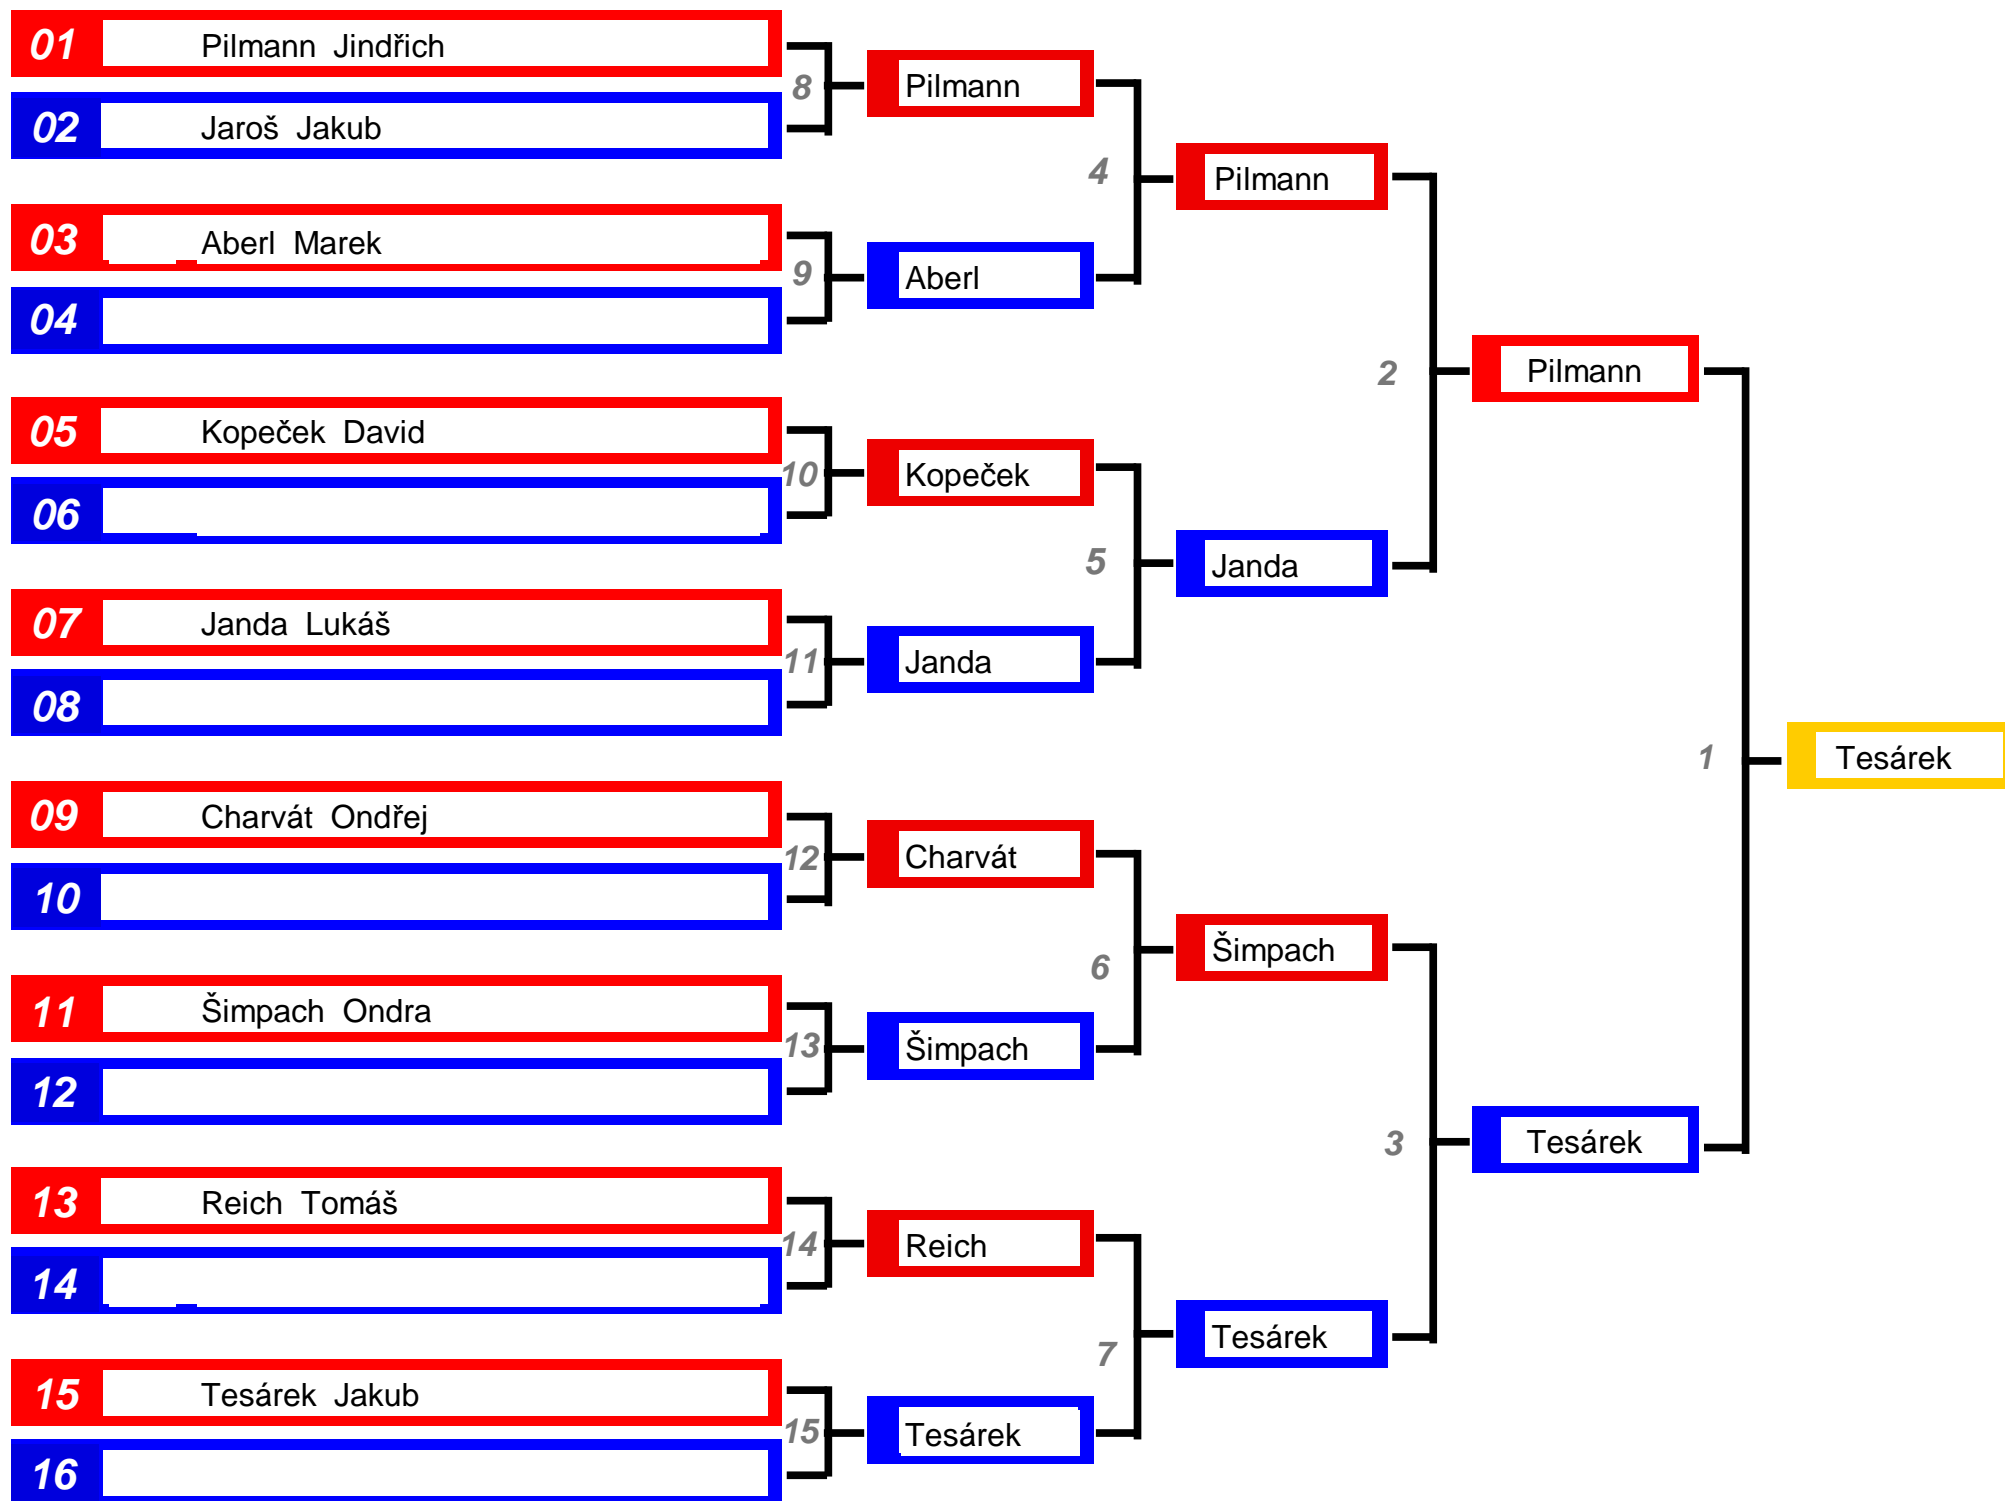 01 Pilmann Jindřich
8
Pilmann
02 Jaroš Jakub
4
Pilmann
03 Aberl Marek
9
Aberl
04
2
Pilmann
05 Kopeček David
10
Kopeček
06
5
Janda
07 Janda Lukáš
11
Janda
08
1
Tesárek
09 Charvát Ondřej
12
Charvát
10
6
Šimpach
11 Šimpach Ondra
13
Šimpach
12
3
Tesárek
13 Reich Tomáš
14
Reich
14
7
Tesárek
15 Tesárek Jakub
15
Tesárek
16